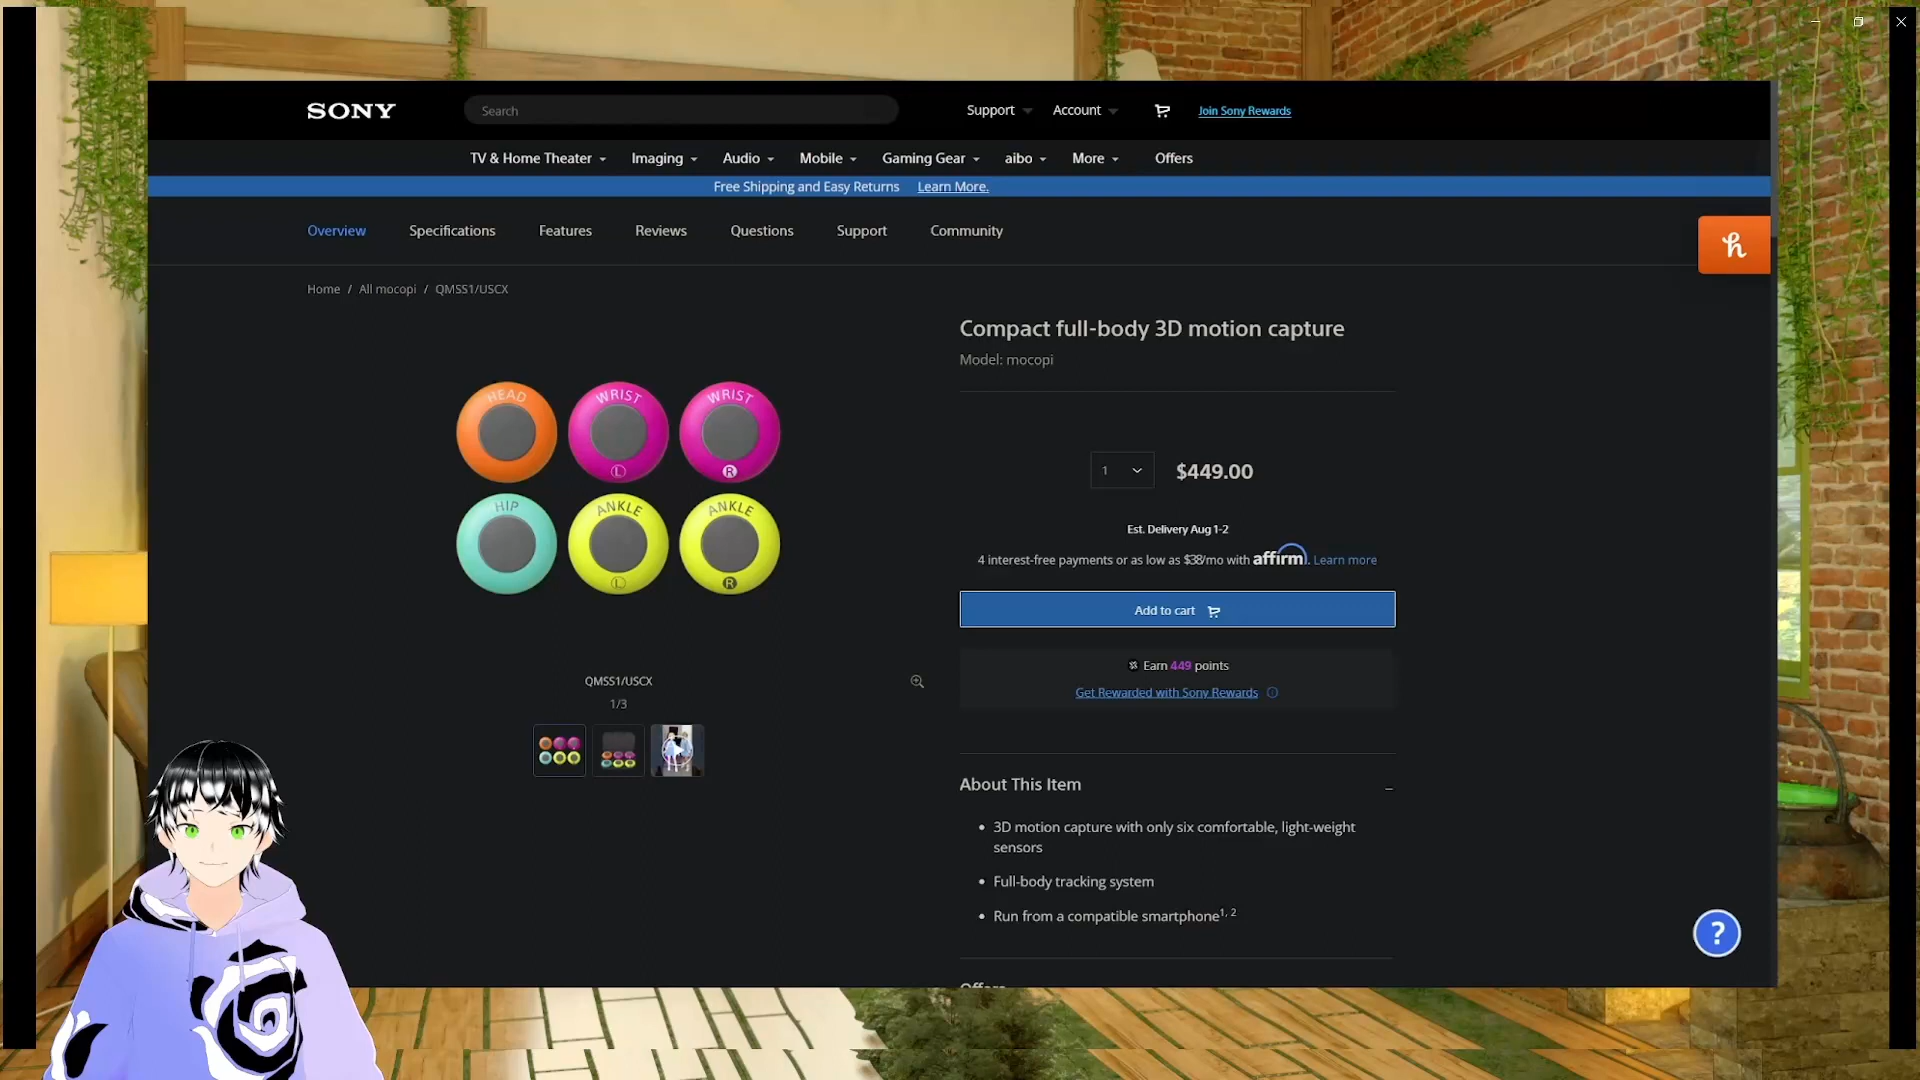 SONY
Search
Support
Account
Join Sony Rewards
TV & Home Theater
Imaging
Audio
Mobile
Gaming Gear
aibo
More
Offers
Free Shipping and Easy Returns Learn More.
Overview
Specifications
Features
Reviews
Questions
Support
Community
h
Home / All mocopi / QMSS1/USCX
Compact full-body 3D motion capture
Model: mocopi
HEAD
WRIST
L
WRIST
R
HIP
ANKLE
L
ANKLE
R
1
$449.00
Est. Delivery Aug 1-2
4 interest-free payments or as low as $38/mo with affirm. Learn more
Add to cart
Earn 449 points
Get Rewarded with Sony Rewards
QMSS1/USCX
1/3
About This Item
• 3D motion capture with only six comfortable, light-weight
sensors
• Full-body tracking system
• Run from a compatible smartphone1, 2
?
Offers